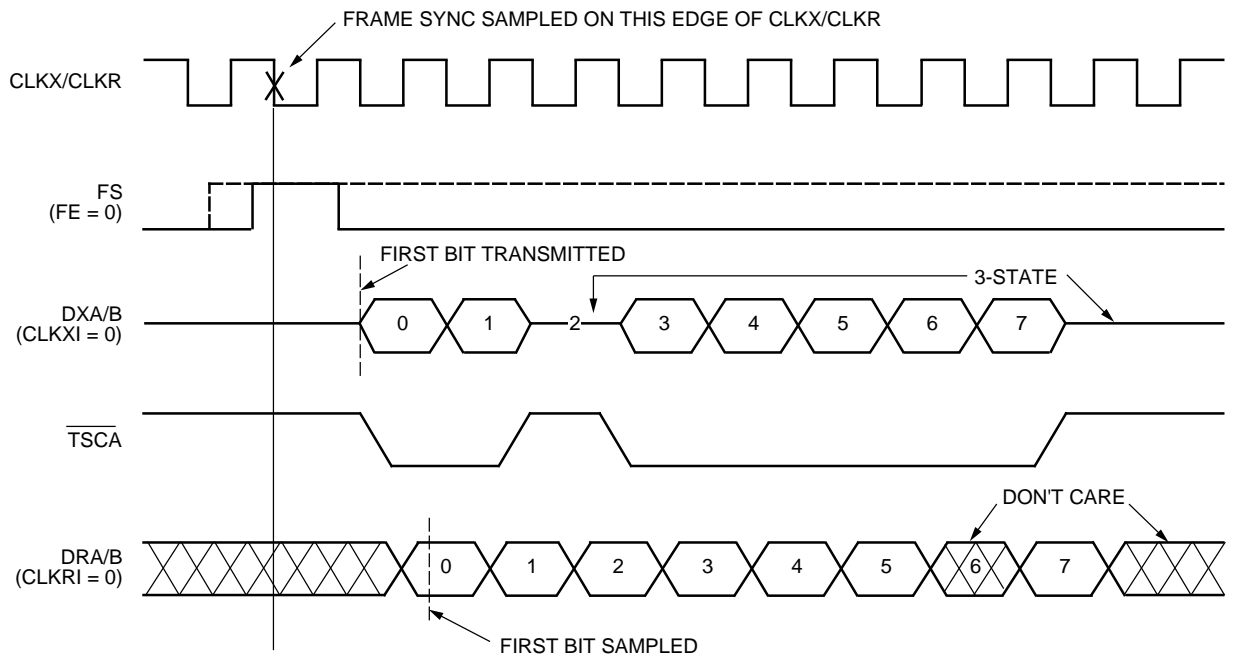 FRAME SYNC SAMPLED ON THIS EDGE OF CLKX/CLKR
CLKX/CLKR
FS
(FE = 0)
FIRST BIT TRANSMITTED
3-STATE
DXA/B
(CLKXI = 0)
0 1 2 3 4 5 6 7
TSCA
DON'T CARE
DRA/B
(CLKRI = 0)
0 1 2 3 4 5 6 7
FIRST BIT SAMPLED